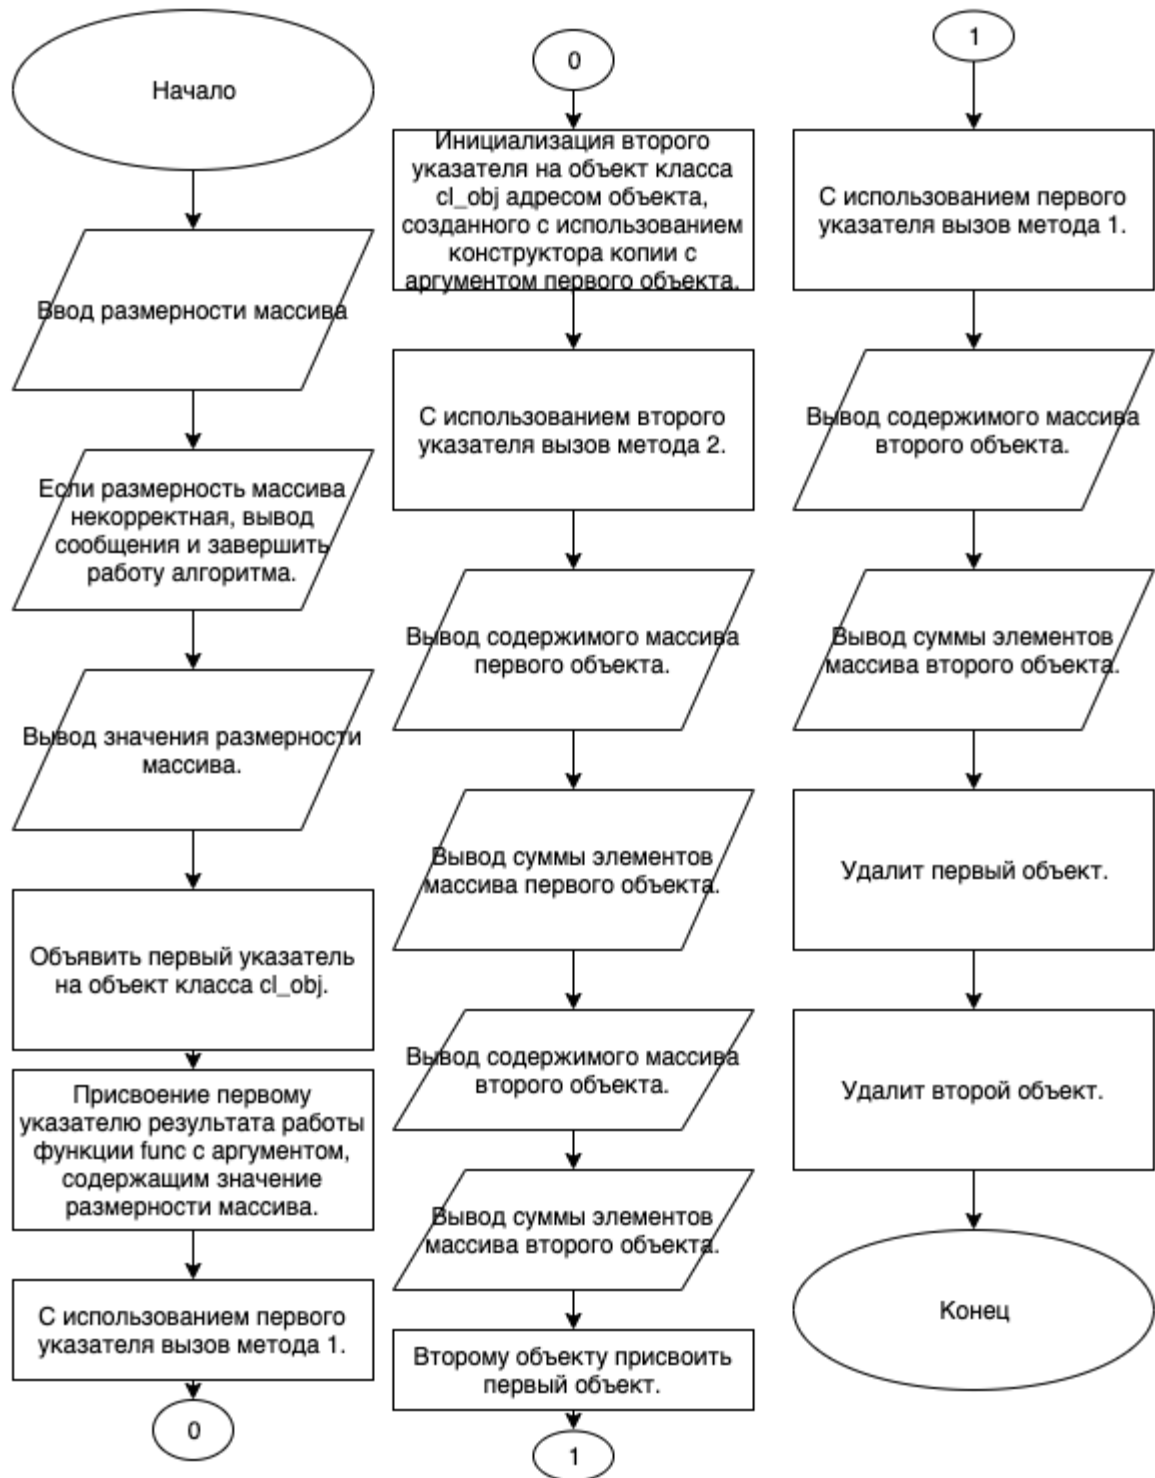 Начало
Ввод размерности массива
Если размерность массива
некорректная, вывод
сообщения и завершить
работу алгоритма.
Вывод значения размерности
массива.
Объявить первый указатель
на объект класса cl_obj.
Присвоение первому
указателю результата работы
функции func с аргументом,
содержащим значение
размерности массива.
С использованием первого
указателя вызов метода 1.
0
0
Инициализация второго
указателя на объект класса
cl_obj адресом объекта,
созданного с использованием
конструктора копии с
аргументом первого объекта.
С использованием второго
указателя вызов метода 2.
Вывод содержимого массива
первого объекта.
Вывод суммы элементов
массива первого объекта.
Вывод содержимого массива
второго объекта.
Вывод суммы элементов
массива второго объекта.
Второму объекту присвоить
первый объект.
1
1
С использованием первого
указателя вызов метода 1.
Вывод содержимого массива
второго объекта.
Вывод суммы элементов
массива второго объекта.
Удалит первый объект.
Удалит второй объект.
Конец